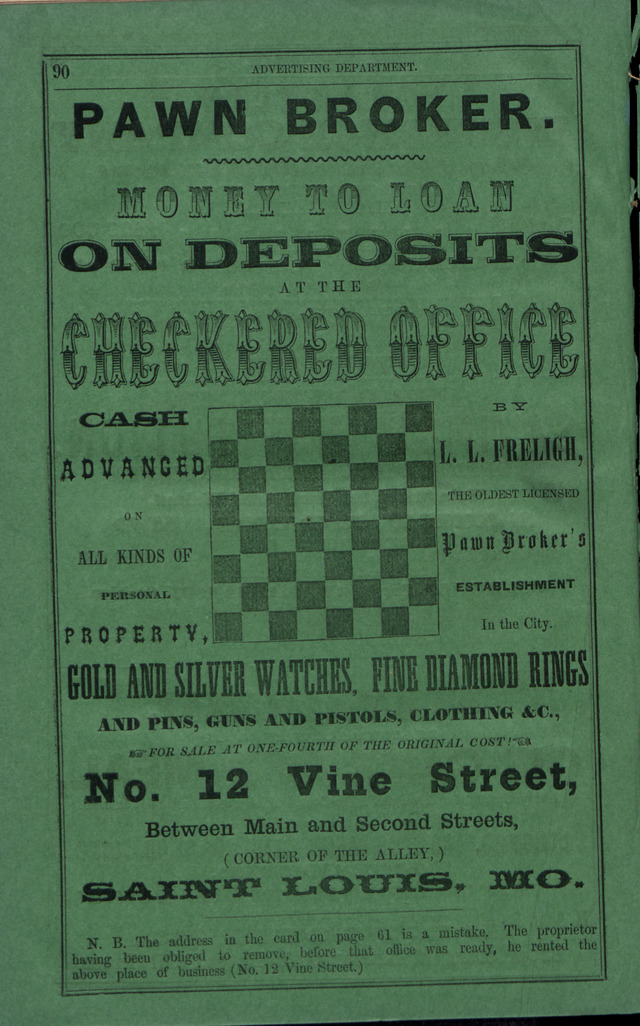 90
ADVERTISING DEPARTMENT.
PAWN BROKER.
MONEY TO LOAN
ON DEPOSITS
AT THE
CHECKERED OFFICE
CASH
ADVANCED
ON
ALL KINDS OF
PERSONAL
PROPERTY,
BY
L. L. FRELIGH,
THE OLDEST LICENSED
Pawn Broker's
ESTABLISHMENT
In the City.
GOLD AND SILVER WATCHES, FINE DIAMOND RINGS
AND PINS, GUNS AND PISTOLS, CLOTHING &C.,
☞FOR SALE AT ONE-FOURTH OF THE ORIGINAL COST!☜
No. 12 Vine Street,
Between Main and Second Streets,
(CORNER OF THE ALLEY,)
SAINT LOUIS, MO.
N. B. The address in the card on page 61 is a mistake. The proprietor
having been obliged to remove, before that office was ready, he rented the
above place of business (No. 12 Vine Street.)